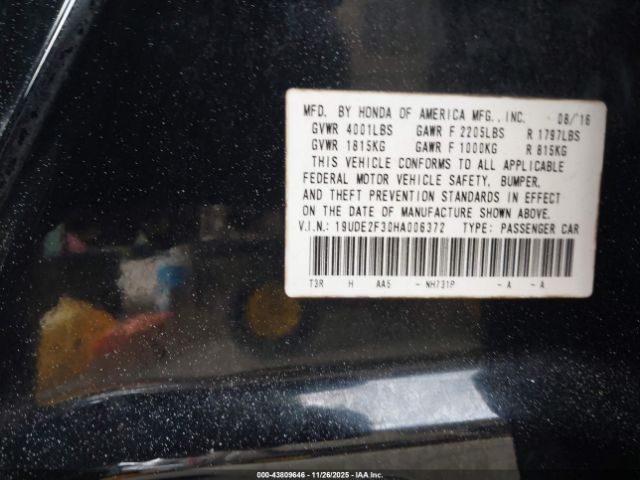 MFD. BY HONDA OF AMERICA MFG., INC. 08/'16
GVWR 4001LBS GAWR F 2205LBS R 1797LBS
GVWR 1815KG GAWR F 1000KG R 815KG
THIS VEHICLE CONFORMS TO ALL APPLICABLE
FEDERAL MOTOR VEHICLE SAFETY, BUMPER,
AND THEFT PREVENTION STANDARDS IN EFFECT
ON THE DATE OF MANUFACTURE SHOWN ABOVE.
V.I.N.: 19UDE2F30HA006372 TYPE: PASSENGER CAR
T3R H AA5 - NH731P - A - A
000-43809646 | 11/26/2025 | IAAI.COM